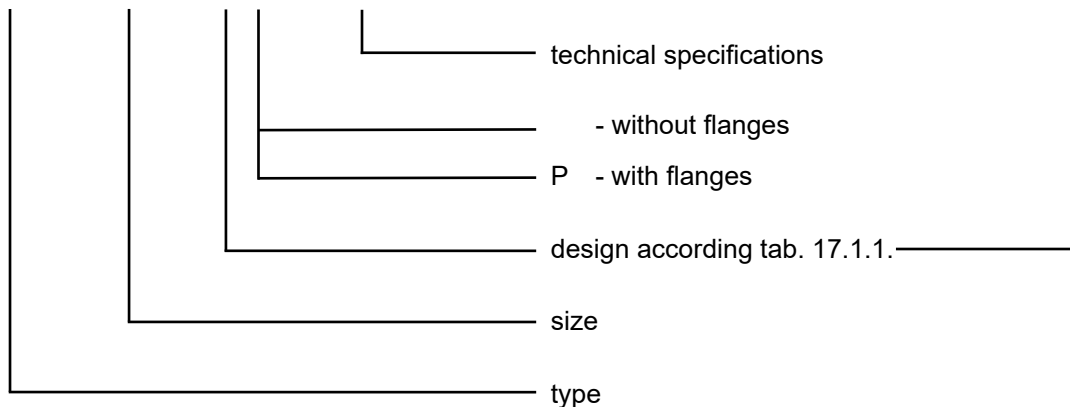 technical specifications
- without flanges
P - with flanges
design according tab. 17.1.1.
size
type